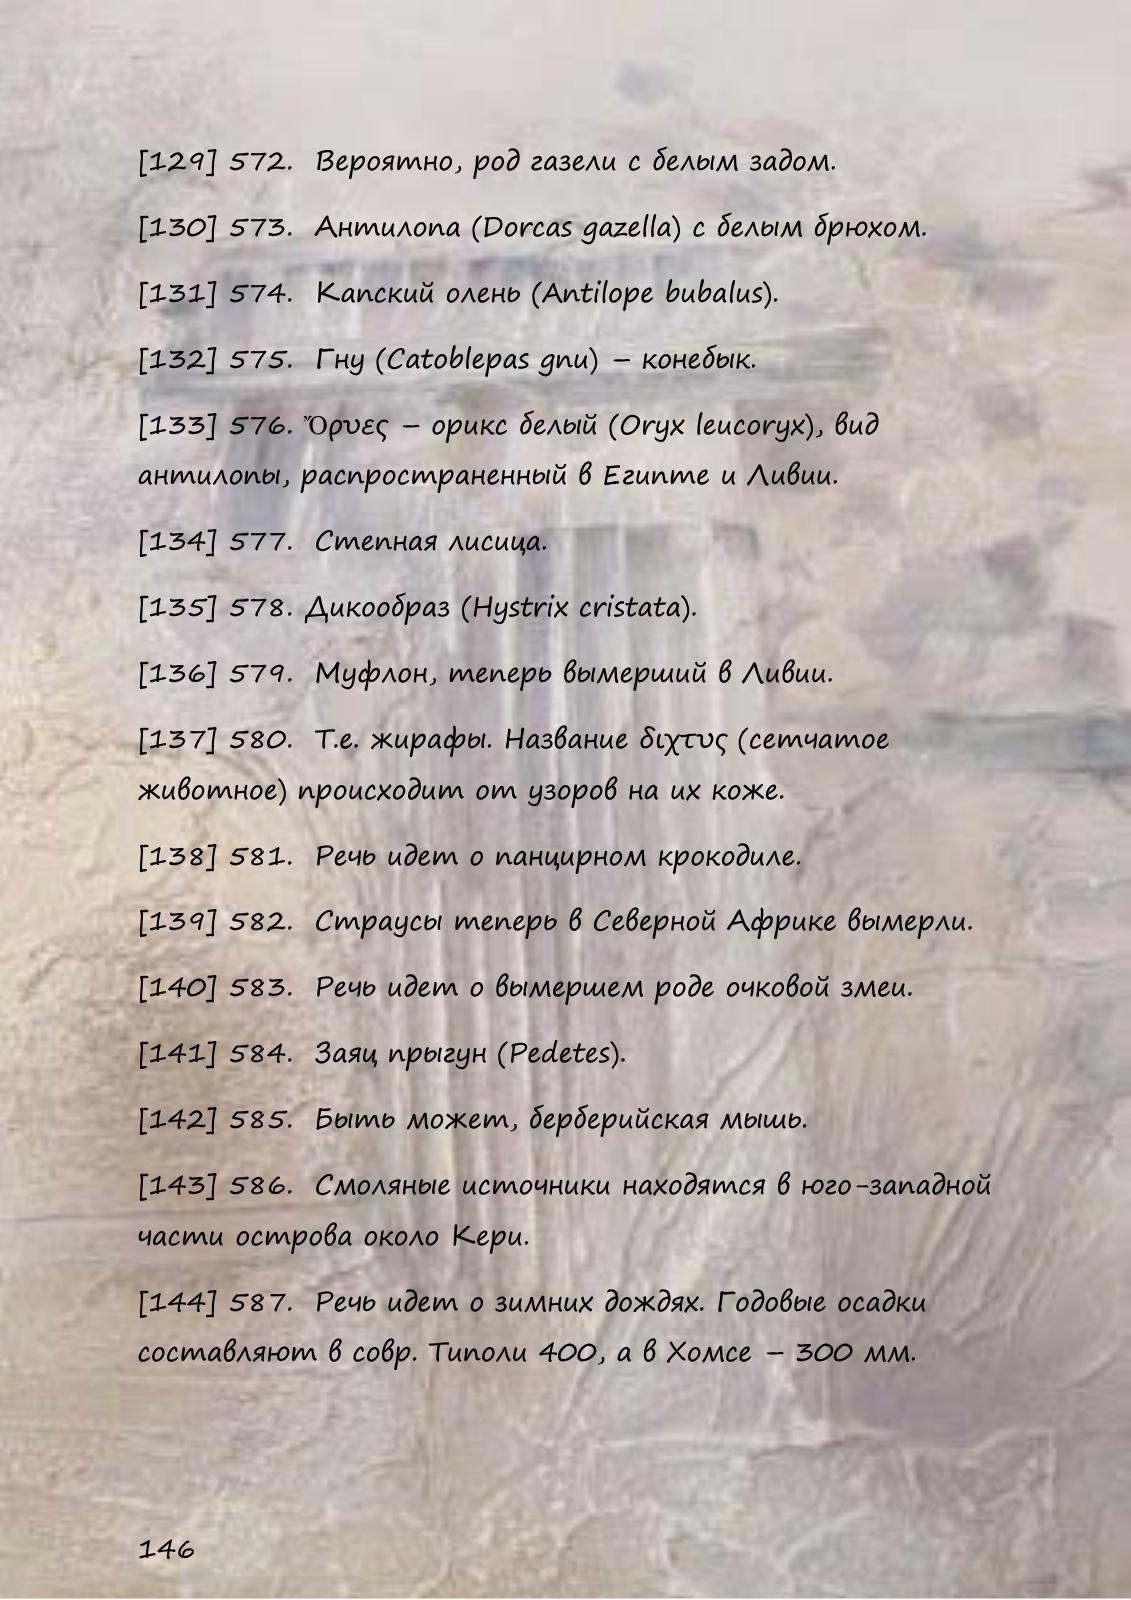 [129] 572. Вероятно, род газели с белым задом.
[130] 573. Антилопа (Dorcas gazella) с белым брюхом.
[131] 574. Капский олень (Antilope bubalus).
[132] 575. Гну (Catoblepas gnu) – конебык.
[133] 576. Ὄρυες – орикс белый (Oryx leucoryx), вид
антилопы, распространенный в Египте и Ливии.
[134] 577. Степная лисица.
[135] 578. Дикообраз (Hystrix cristata).
[136] 579. Муфлон, теперь вымерший в Ливии.
[137] 580. Т.е. жирафы. Название διχτυς (сетчатое
животное) происходит от узоров на их коже.
[138] 581. Речь идет о панцирном крокодиле.
[139] 582. Страусы теперь в Северной Африке вымерли.
[140] 583. Речь идет о вымершем роде очковой змеи.
[141] 584. Заяц прыгун (Pedetes).
[142] 585. Быть может, берберийская мышь.
[143] 586. Смоляные источники находятся в юго-западной
части острова около Кери.
[144] 587. Речь идет о зимних дождях. Годовые осадки
составляют в совр. Типоли 400, а в Хомсе – 300 мм.
146